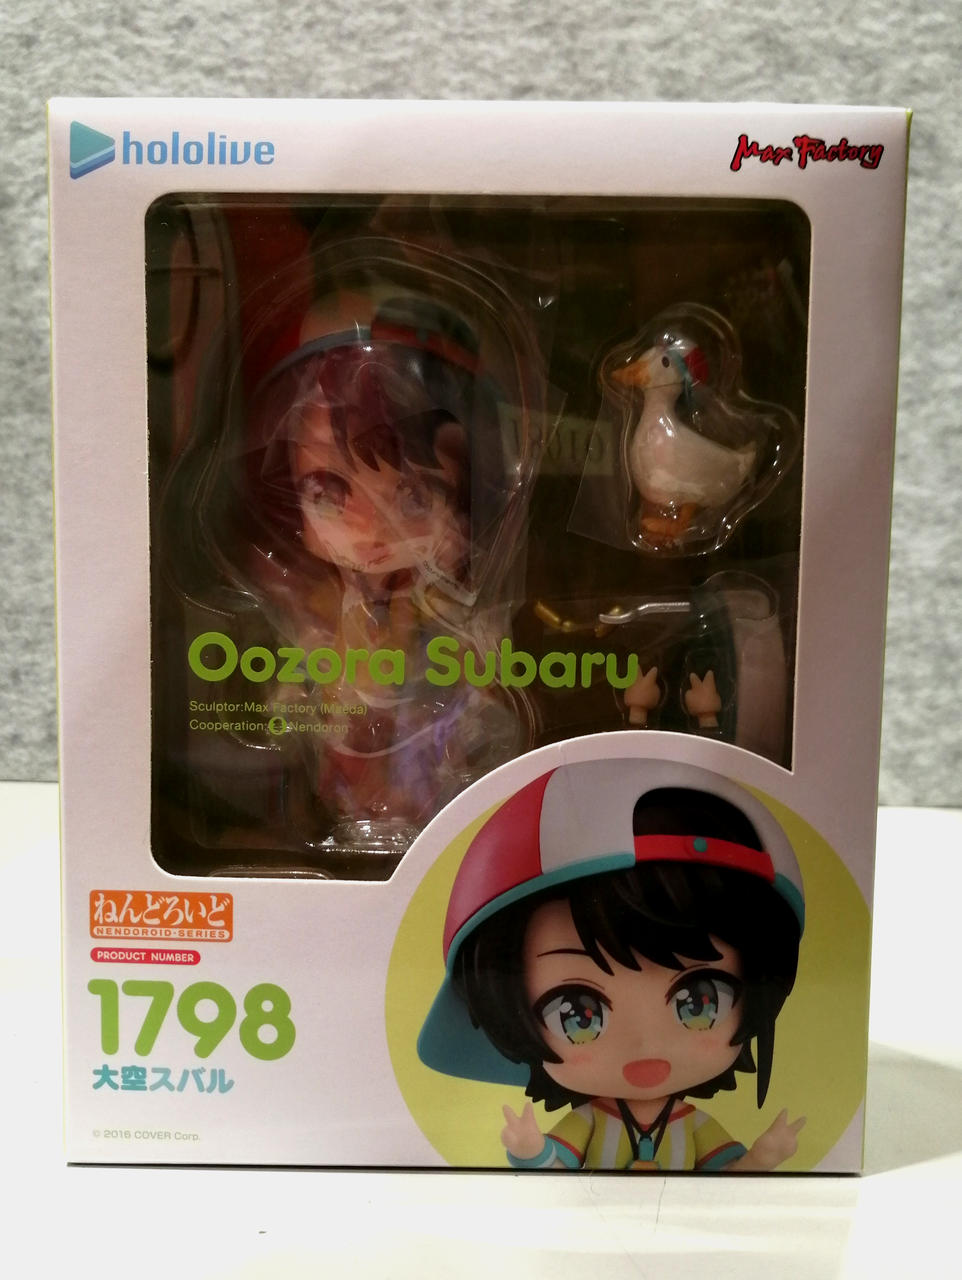 hololive
Max Factory
Oozora Subaru
Sculptor:Max Factory (Maeda)
Cooperation: Nendoron
ねんどろいど
NENDOROID·SERIES
PRODUCT NUMBER
1798
大空スバル
© 2016 COVER Corp.